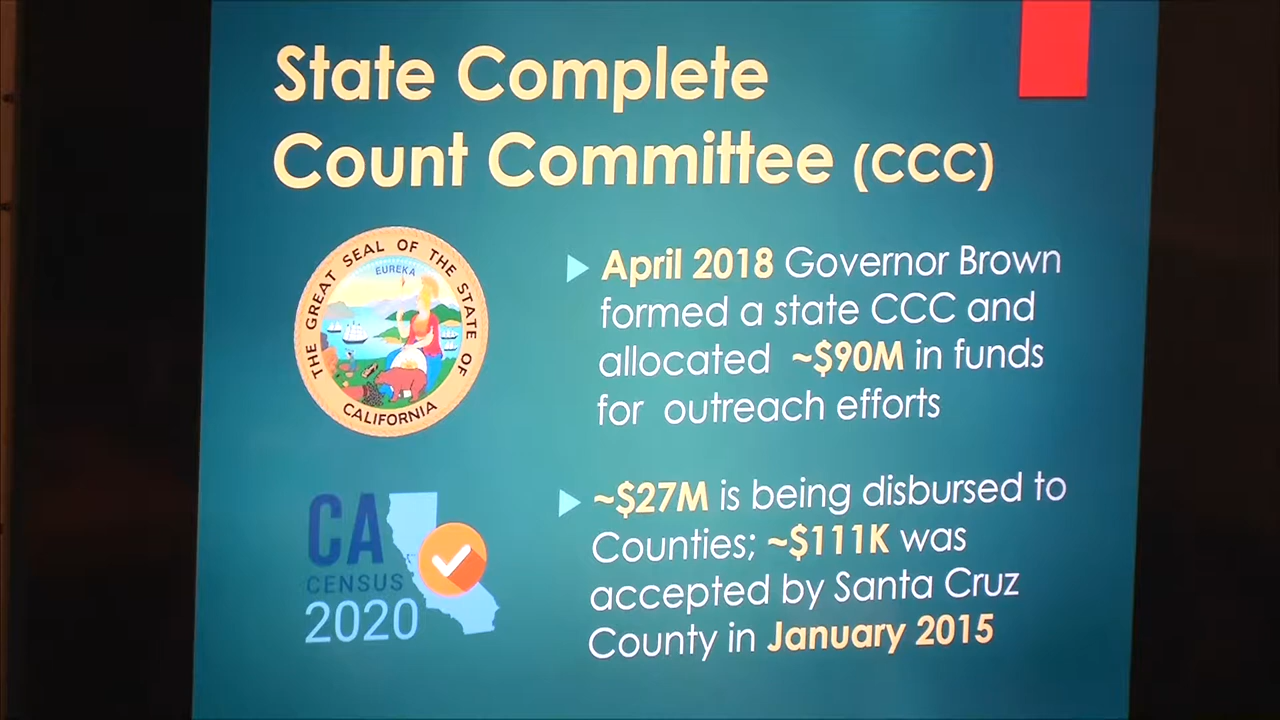 State Complete
Count Committee (CCC)
THE GREAT SEAL OF THE STATE OF
EUREKA
CALIFORNIA
▶ April 2018 Governor Brown
formed a state CCC and
allocated ~$90M in funds
for outreach efforts
CA
CENSUS
2020
▶ ~$27M is being disbursed to
Counties; ~$111K was
accepted by Santa Cruz
County in January 2015